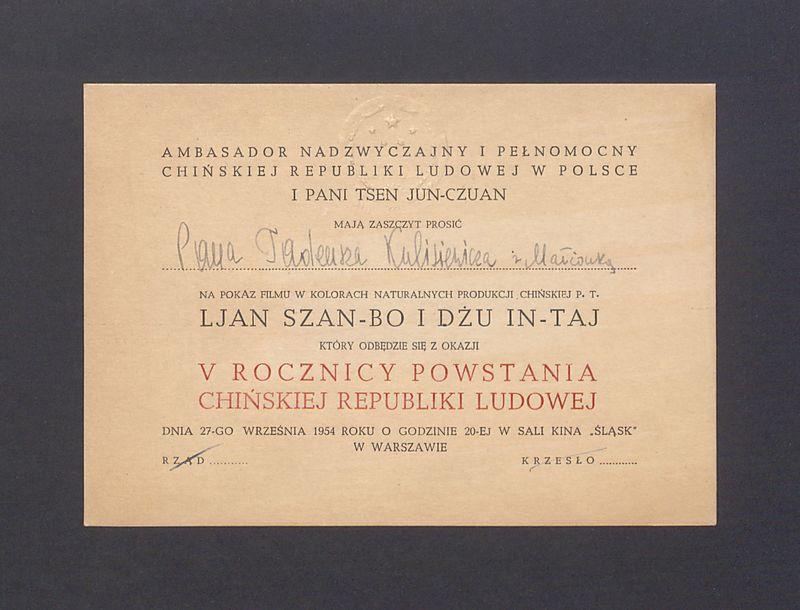 AMBASADOR NADZWYCZAJNY I PEŁNOMOCNY
CHIŃSKIEJ REPUBLIKI LUDOWEJ W POLSCE
I PANI TSEN JUN-CZUAN
MAJĄ ZASZCZYT PROSIĆ
Pana Tadeusza Kulisiewicza z Małżonką
NA POKAZ FILMU W KOLORACH NATURALNYCH PRODUKCJI CHIŃSKIEJ P. T.
LJAN SZAN-BO I DŻU IN-TAJ
KTÓRY ODBĘDZIE SIĘ Z OKAZJI
V ROCZNICY POWSTANIA
CHIŃSKIEJ REPUBLIKI LUDOWEJ
DNIA 27-GO WRZEŚNIA 1954 ROKU O GODZINIE 20-EJ W SALI KINA „ŚLĄSK"
W WARSZAWIE
RZĄD ........... KRZESŁO ...........